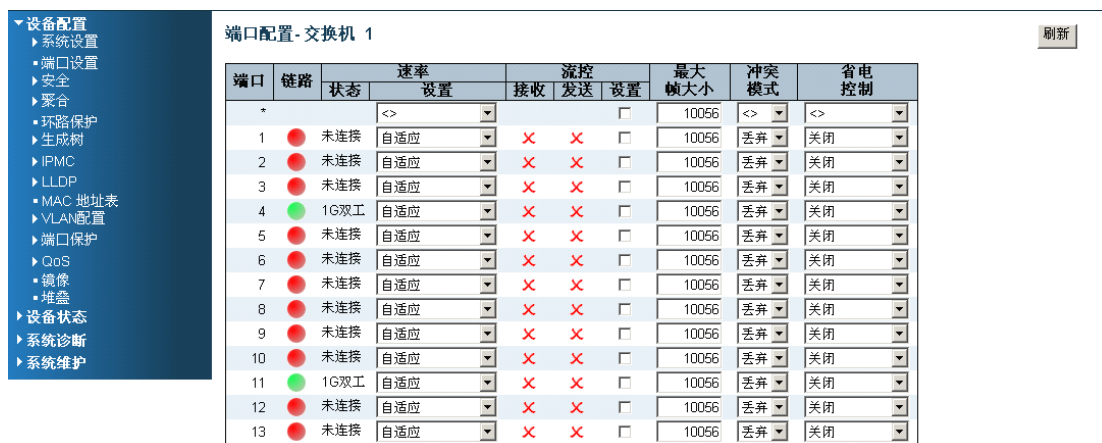 设备配置
系统设置
端口设置
安全
聚合
环路保护
生成树
IPMC
LLDP
MAC 地址表
VLAN配置
端口保护
QoS
镜像
堆叠
设备状态
系统诊断
系统维护
端口配置-交换机 1
刷新
端口 链路 速率 流控 最大帧大小 冲突模式 省电控制
状态 设置 接收 发送 设置
* <> 10056 <> <>
1 未连接 自适应 X X 10056 丢弃 关闭
2 未连接 自适应 X X 10056 丢弃 关闭
3 未连接 自适应 X X 10056 丢弃 关闭
4 1G双工 自适应 X X 10056 丢弃 关闭
5 未连接 自适应 X X 10056 丢弃 关闭
6 未连接 自适应 X X 10056 丢弃 关闭
7 未连接 自适应 X X 10056 丢弃 关闭
8 未连接 自适应 X X 10056 丢弃 关闭
9 未连接 自适应 X X 10056 丢弃 关闭
10 未连接 自适应 X X 10056 丢弃 关闭
11 1G双工 自适应 X X 10056 丢弃 关闭
12 未连接 自适应 X X 10056 丢弃 关闭
13 未连接 自适应 X X 10056 丢弃 关闭